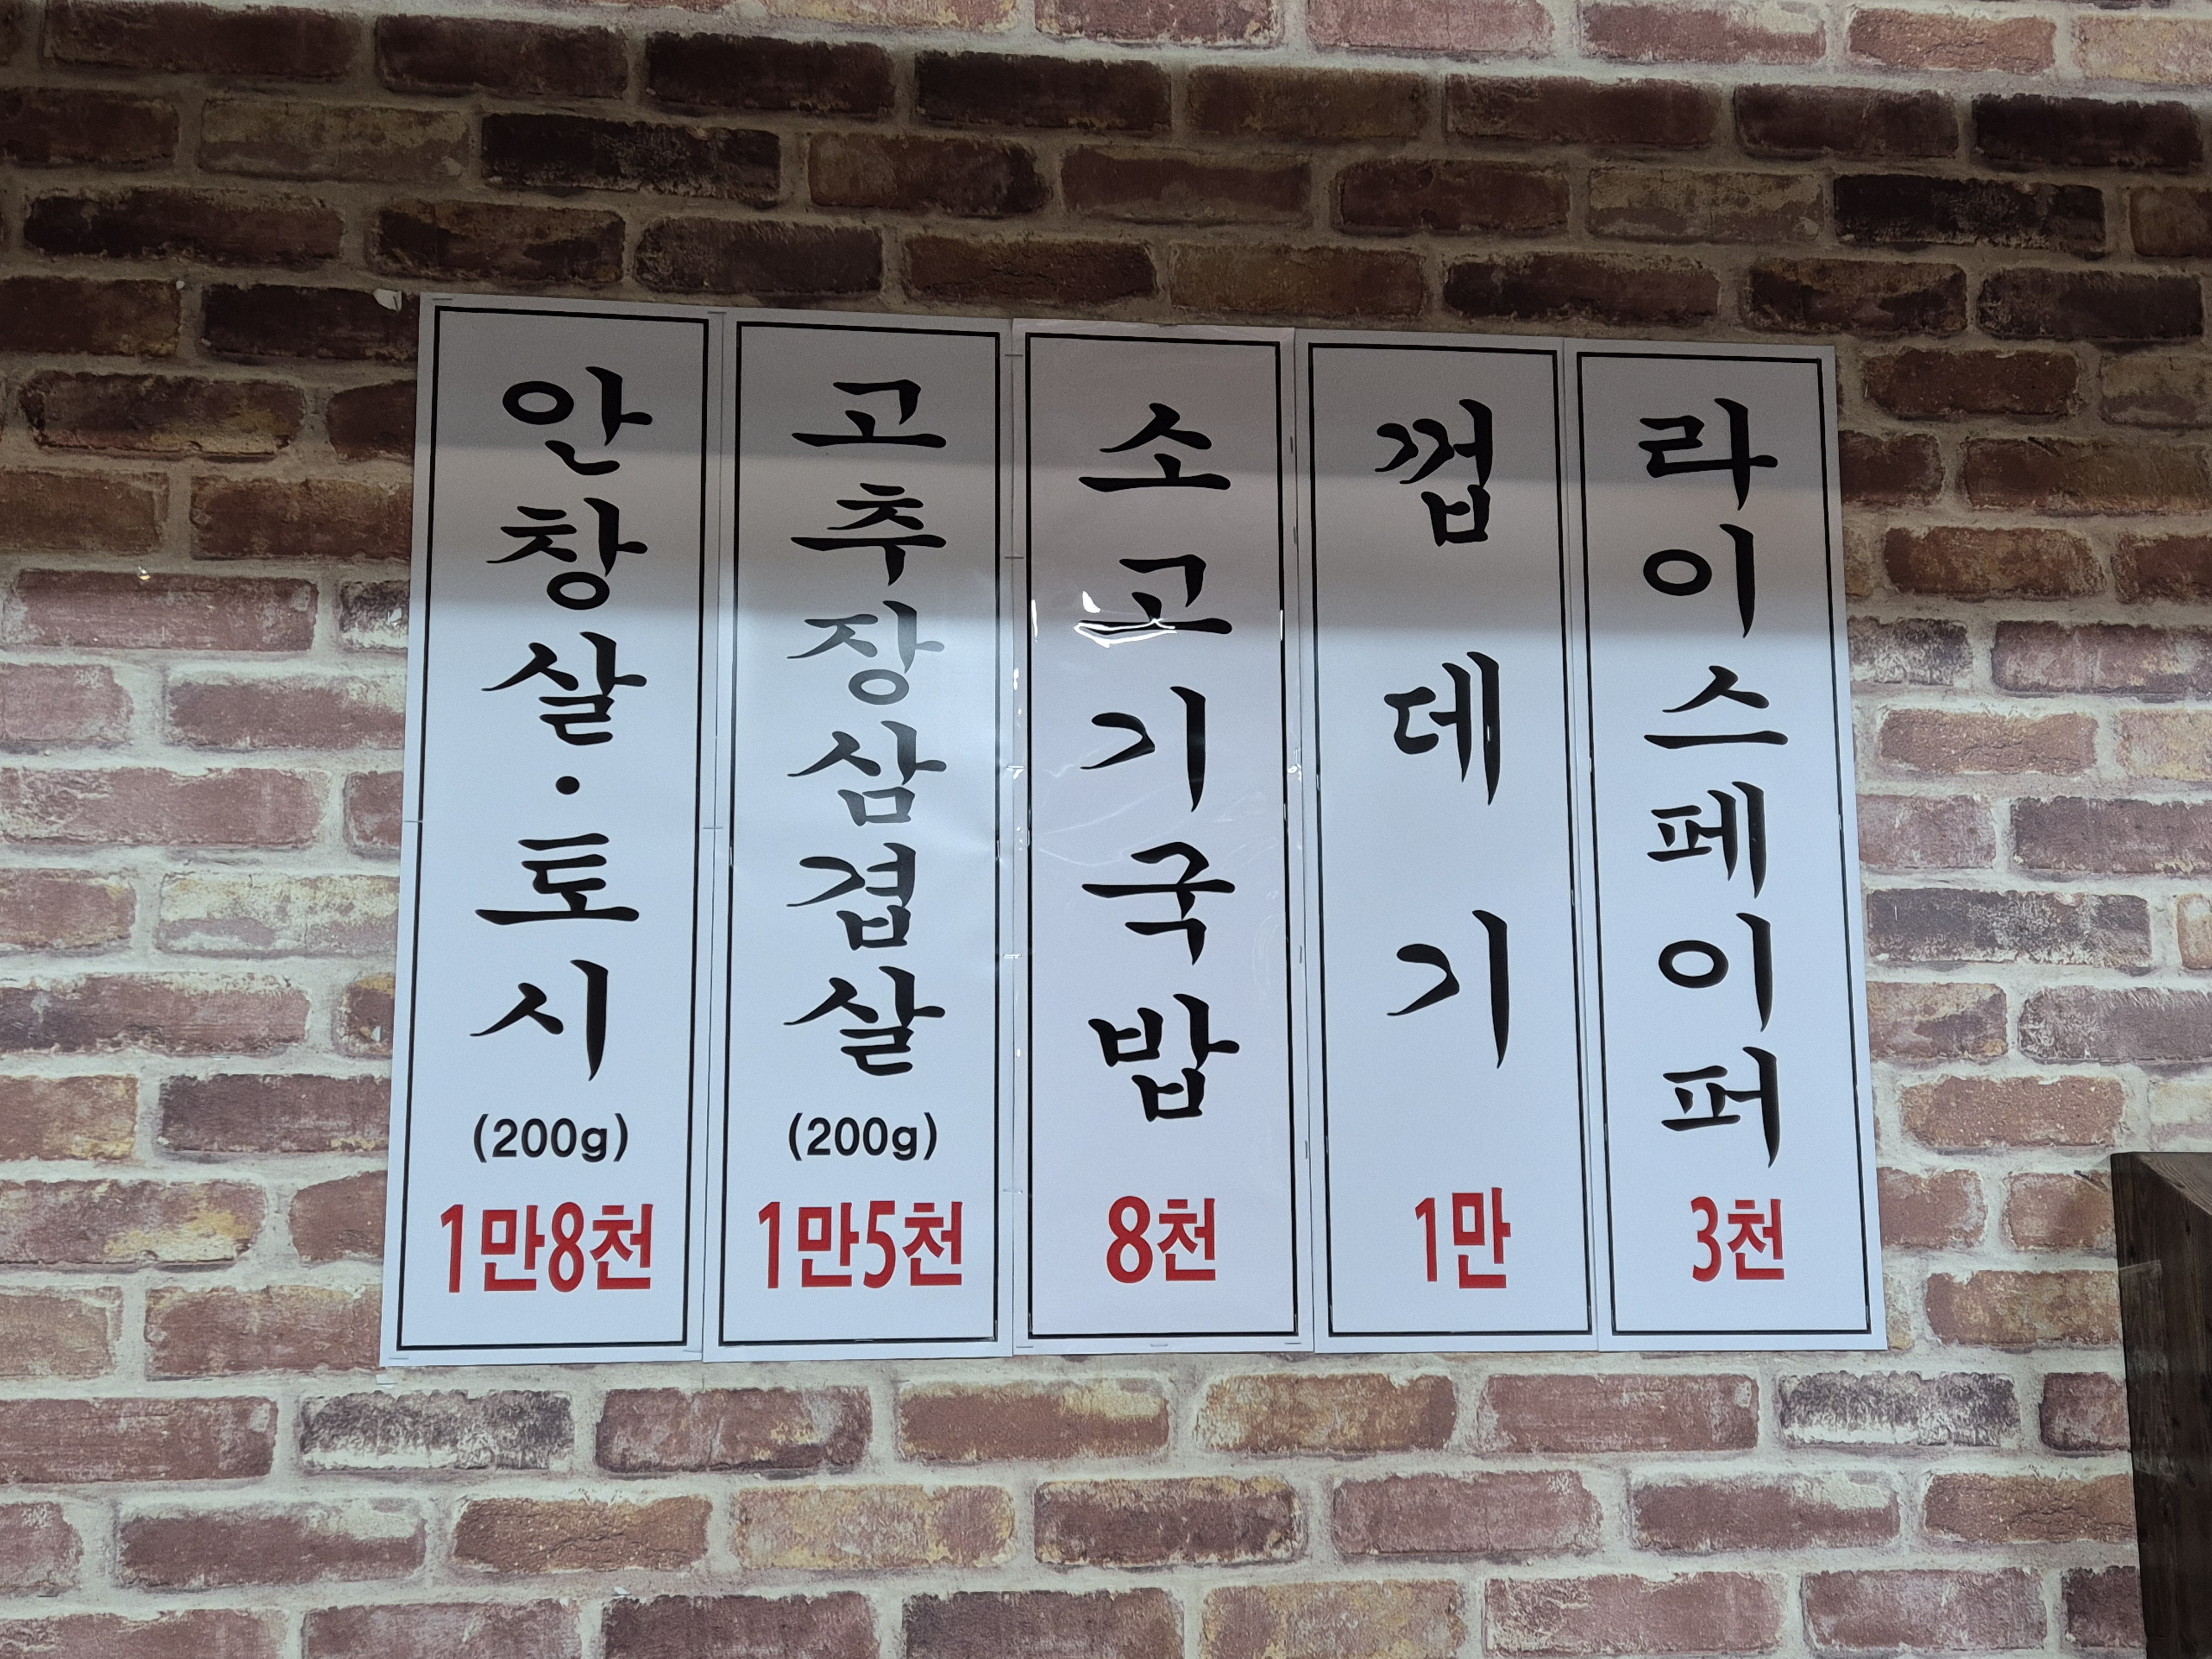 안창살·토시
(200g)
1만8천
고추장삼겹살
(200g)
1만5천
소고기국밥
8천
껍데기
1만
라이스페이퍼
3천